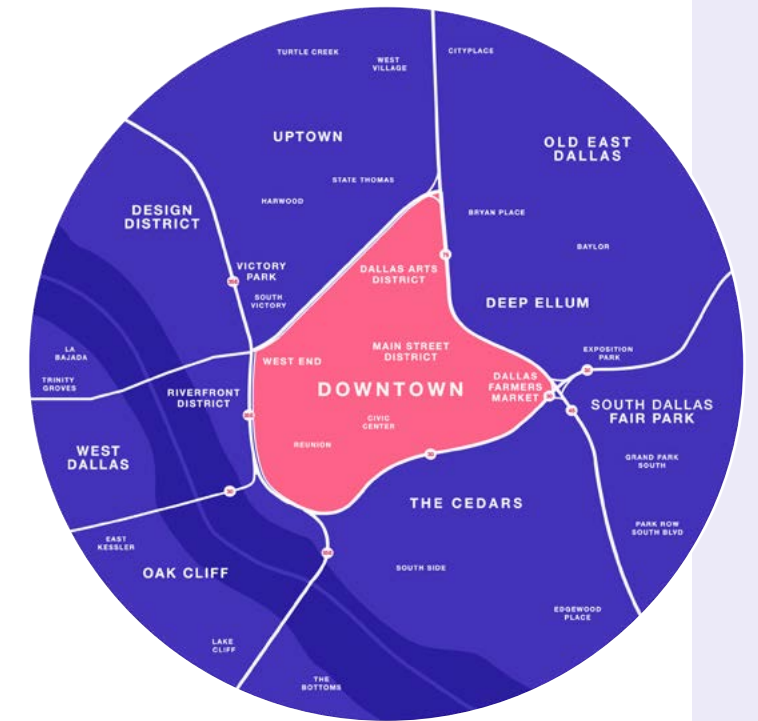 TURTLE CREEK
WEST
VILLAGE
CITYPLACE
UPTOWN
OLD EAST
DALLAS
STATE THOMAS
HARWOOD
DESIGN
DISTRICT
BRYAN PLACE
BAYLOR
VICTORY
PARK
SOUTH
VICTORY
DALLAS ARTS
DISTRICT
DEEP ELLUM
LA
BAJADA
TRINITY
GROVES
WEST END
MAIN STREET
DISTRICT
EXPOSITION
PARK
RIVERFRONT
DISTRICT
DOWNTOWN
DALLAS
FARMERS
MARKET
SOUTH DALLAS
FAIR PARK
CIVIC
CENTER
REUNION
WEST
DALLAS
GRAND PARK
SOUTH
THE CEDARS
PARK ROW
SOUTH BLVD
EAST
KESSLER
OAK CLIFF
SOUTH SIDE
EDGEWOOD
PLACE
LAKE
CLIFF
THE
BOTTOMS